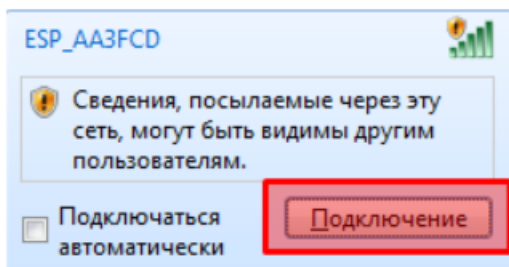 ESP_AA3FCD
Сведения, посылаемые через эту
сеть, могут быть видимы другим
пользователям.
Подключаться
автоматически
Подключение